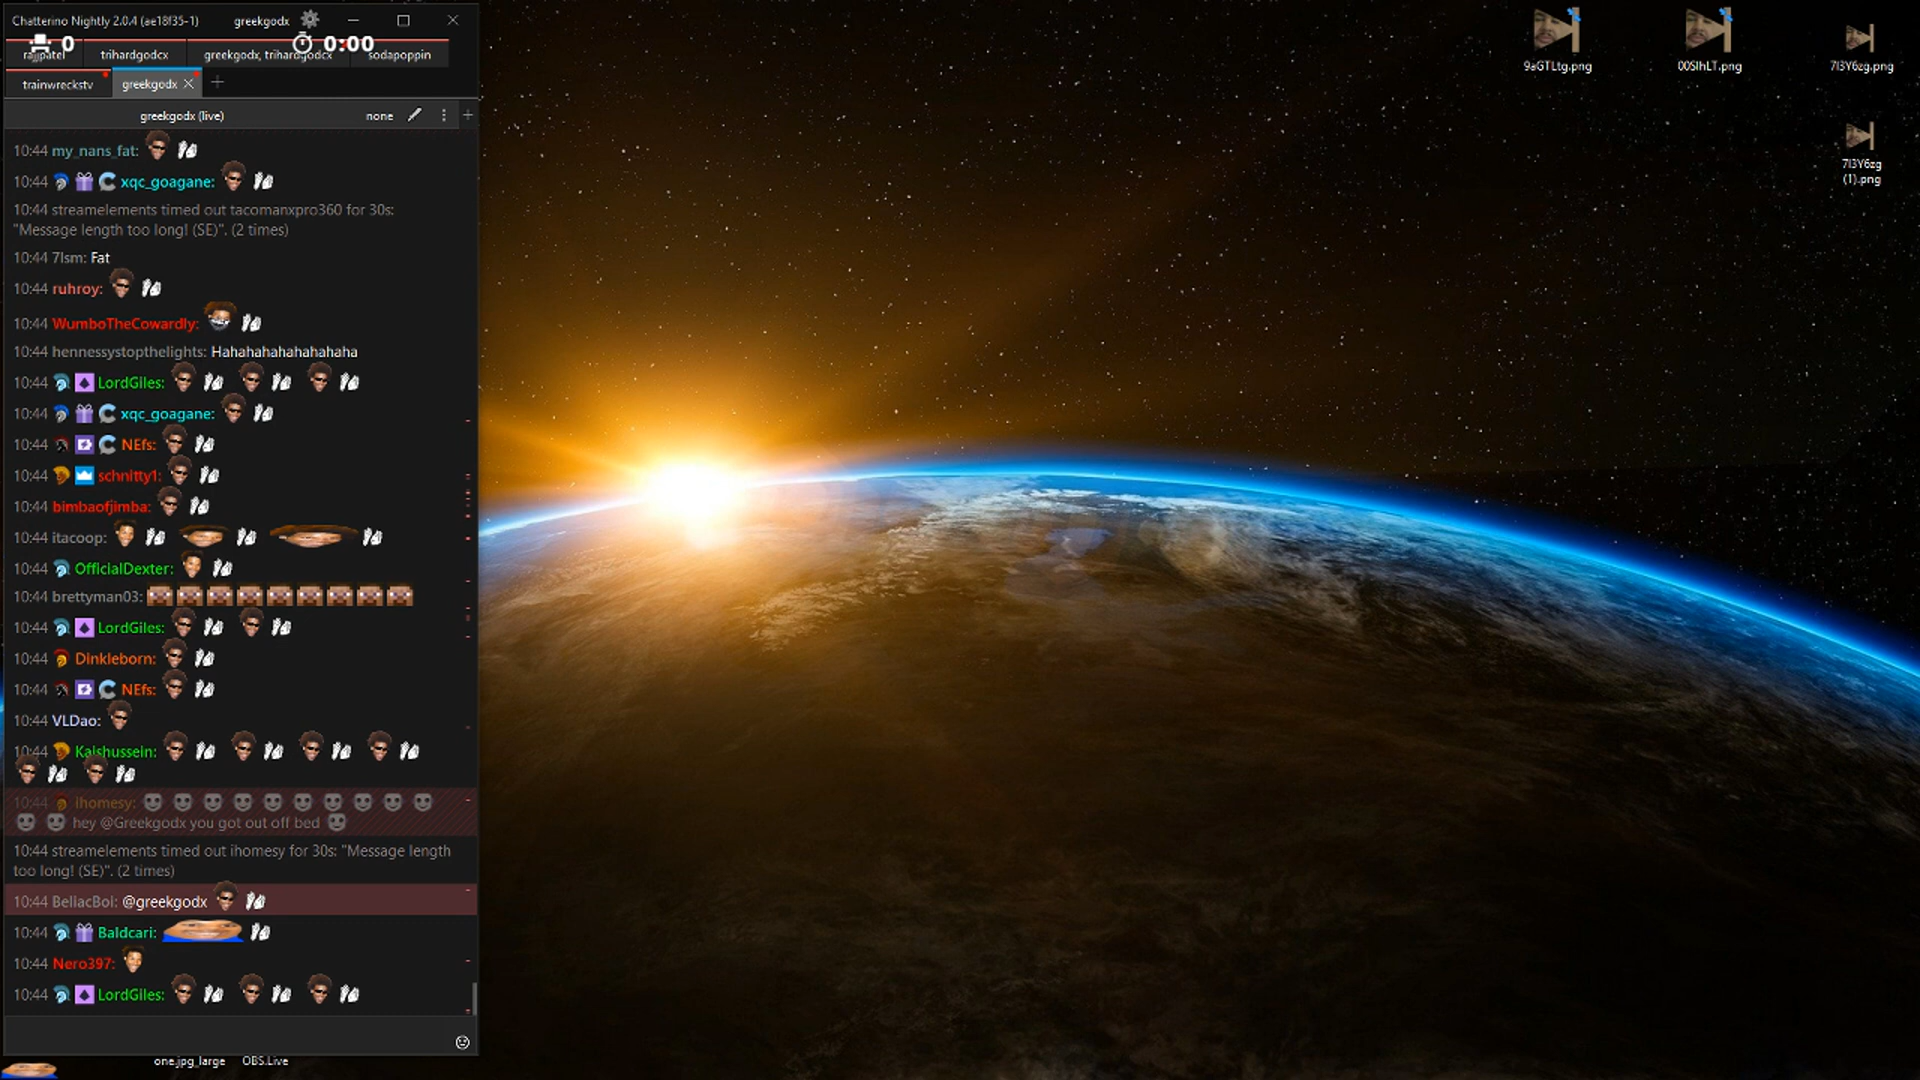 Chatterino Nightly 2.0.4 (ae18f35-1) greekgodx
0 0:00
rajjpatel trihardgodcx greekgodx, trihardgodcx sodapoppin
trainwreckstv greekgodx
greekgodx (live) none
10:44 my_nans_fat:
10:44 xqc_goagane:
10:44 streamelements timed out tacomanxpro360 for 30s:
"Message length too long! (SE)". (2 times)
10:44 7lsm: Fat
10:44 ruhroy:
10:44 WumboTheCowardly:
10:44 hennessystopthelights: Hahahahahahahahaha
10:44 LordGiles:
10:44 xqc_goagane:
10:44 NEfs:
10:44 schnitty1:
10:44 bimbaofjimba:
10:44 itacoop:
10:44 OfficialDexter:
10:44 brettyman03:
10:44 LordGiles:
10:44 Dinkleborn:
10:44 NEfs:
10:44 VLDao:
10:44 Kaishussein:
10:44 ihomesy:
hey @Greekgodx you got out off bed
10:44 streamelements timed out ihomesy for 30s: "Message length
too long! (SE)". (2 times)
10:44 BeliacBol: @greekgodx
10:44 Baldcari:
10:44 Nero397:
10:44 LordGiles:
one.jpg_large OBS.Live
9aGTLtg.png 00SlhLT.png 7l3Y6zg.png
7l3Y6zg
(1).png